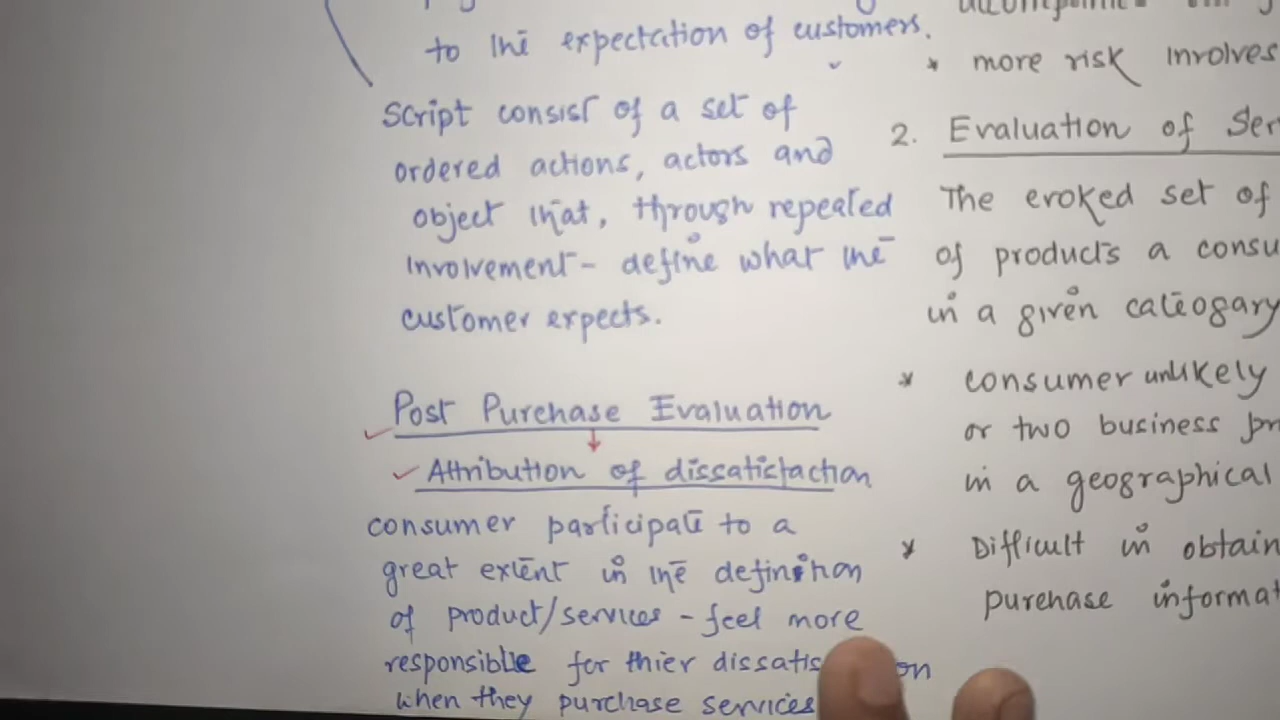 to the expectation of customers.
Script consist of a set of
ordered actions, actors and
object that, through repeated
involvement - define what the
customer expects.
Post Purchase Evaluation
Attribution of dissatisfaction
consumer participate to a
great extent in the definition
of product/services - feel more
responsible for thier
when they purchase services
* more risk involves
2. Evaluation of
The evoked set of
of products a
in a given cateogary
* consumer unlikely
or two business
in a geographical
* Difficult in
purchase